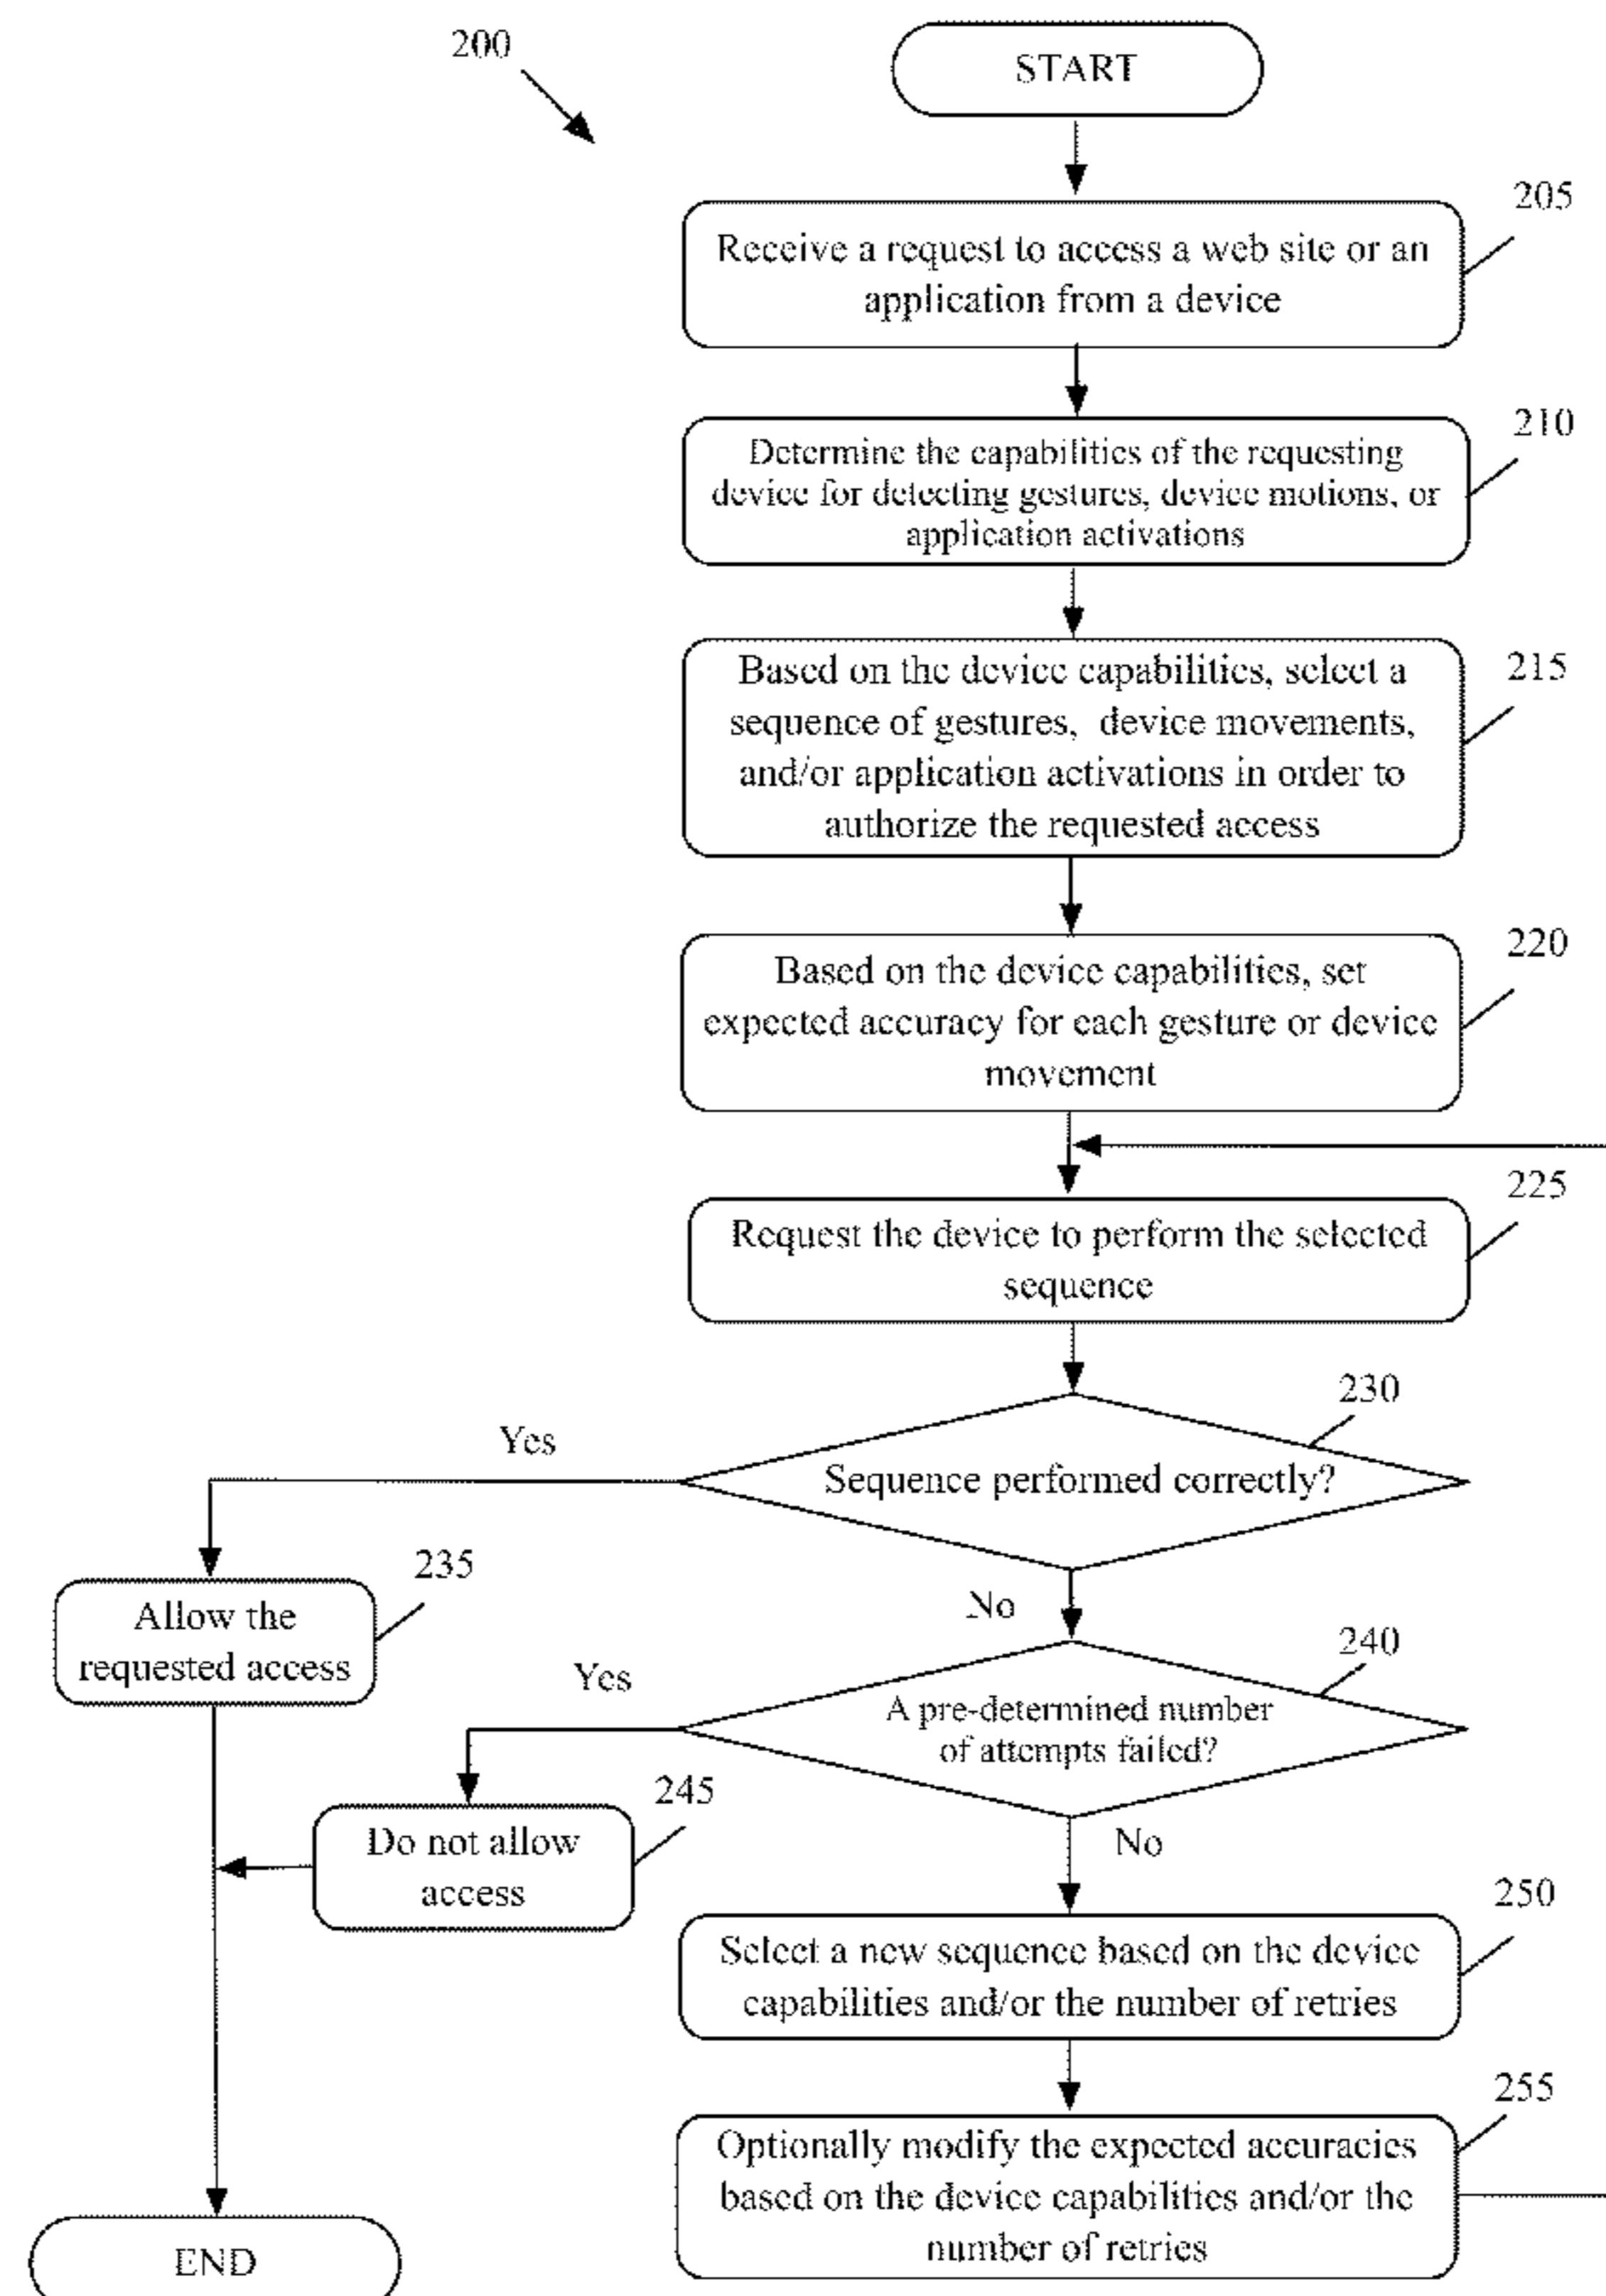 200
START
205
Receive a request to access a web site or an
application from a device
210
Determine the capabilities of the requesting
device for detecting gestures, device motions, or
application activations
215
Based on the device capabilities, select a
sequence of gestures, device movements,
and/or application activations in order to
authorize the requested access
220
Based on the device capabilities, set
expected accuracy for each gesture or device
movement
225
Request the device to perform the selected
sequence
230
Yes
Sequence performed correctly?
235
Allow the
requested access
No
240
Yes
A pre-determined number
of attempts failed?
245
Do not allow
access
No
250
Select a new sequence based on the device
capabilities and/or the number of retries
255
Optionally modify the expected accuracies
based on the device capabilities and/or the
number of retries
END